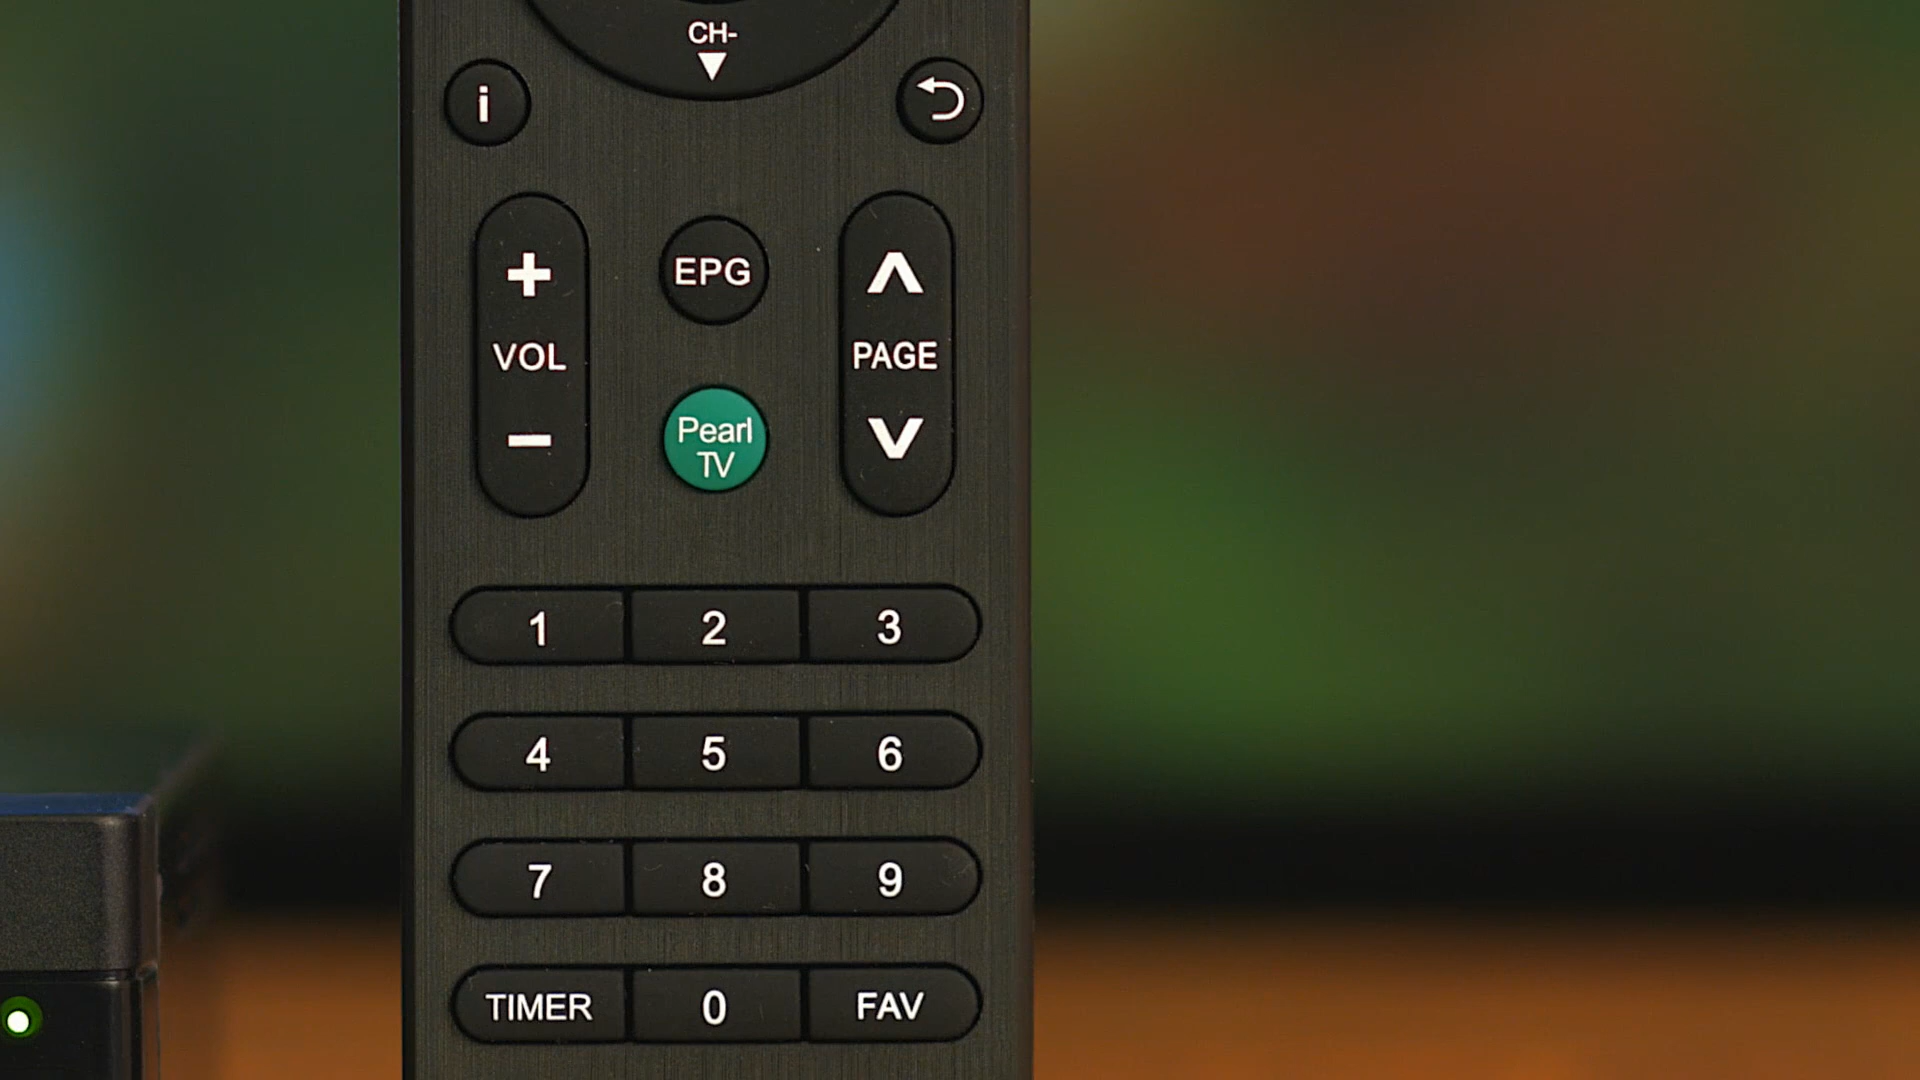 CH-
i
EPG
VOL
PAGE
Pearl
TV
1 2 3
4 5 6
7 8 9
TIMER 0 FAV